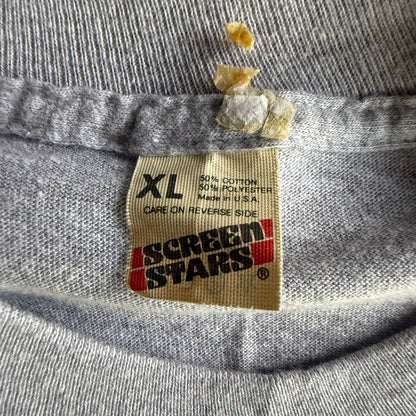 XL
50% COTTON
50% POLYESTER
Made in U.S.A.
CARE ON REVERSE SIDE
SCREEN
STARS®